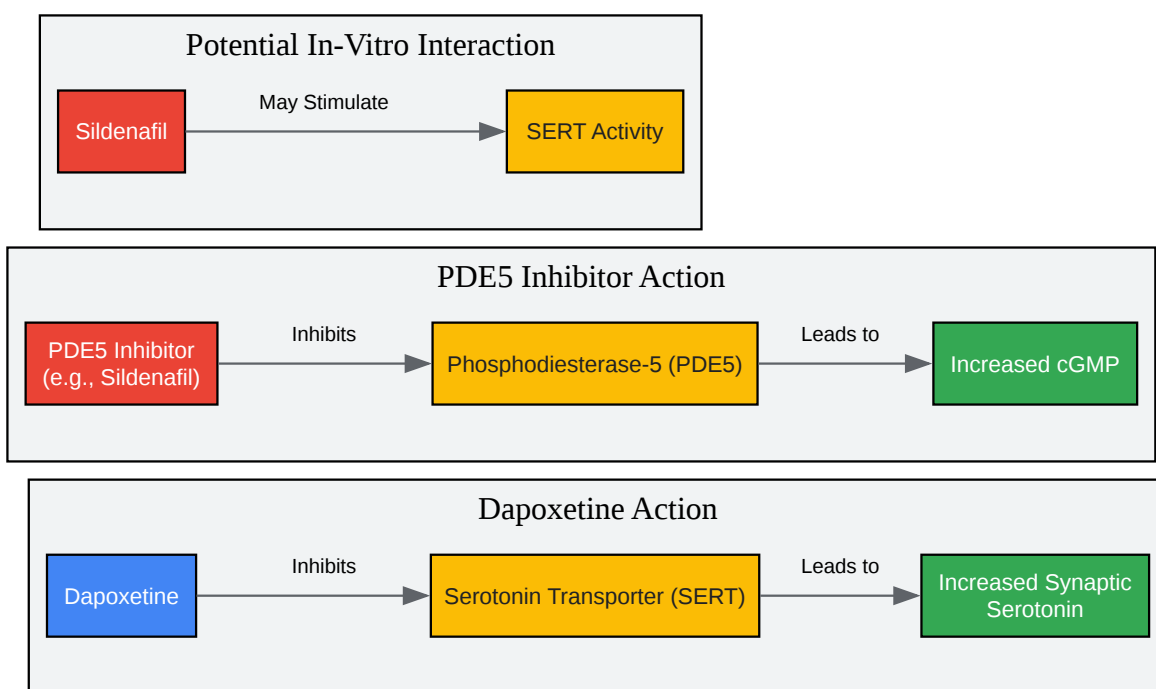 Potential In-Vitro Interaction
May Stimulate
Sildenafil
SERT Activity
PDE5 Inhibitor Action
Inhibits
Leads to
PDE5 Inhibitor
(e.g., Sildenafil)
Phosphodiesterase-5 (PDE5)
Increased cGMP
Dapoxetine Action
Inhibits
Leads to
Dapoxetine
Serotonin Transporter (SERT)
Increased Synaptic
Serotonin